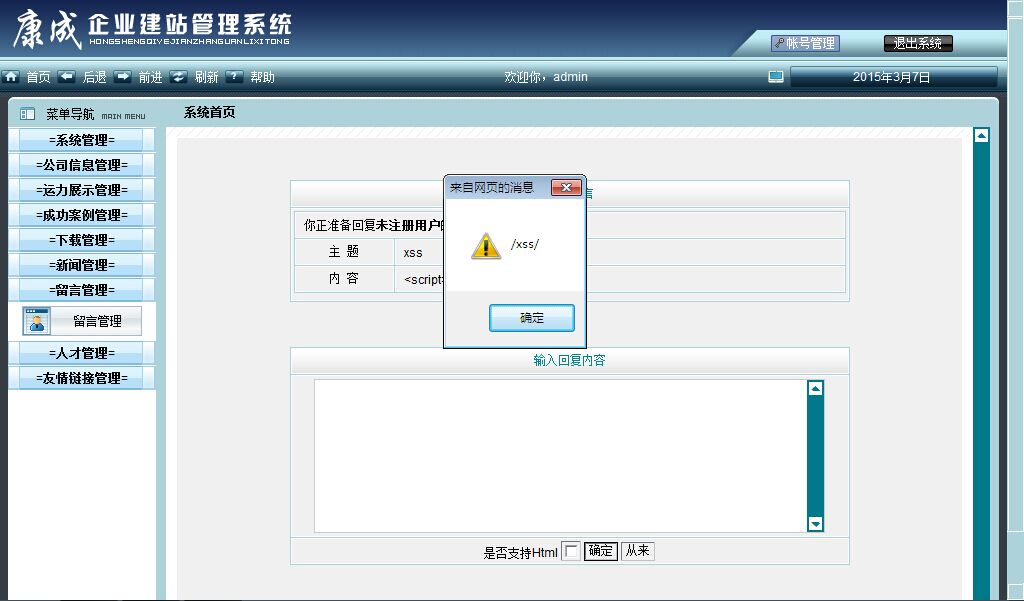 康成 企业建站管理系统
HONGSHENGQIYEJIANZHANGUANLIXITONG
帐号管理 退出系统
首页 后退 前进 刷新 ? 帮助 欢迎你，admin 2015年3月7日
菜单导航 MAIN MENU 系统首页
=系统管理=
=公司信息管理=
=运力展示管理=
=成功案例管理=
=下载管理=
=新闻管理=
=留言管理=
留言管理
=人才管理=
=友情链接管理=
言
你正准备回复未注册用户的
主 题 xss
内 容 <script>
来自网页的消息
/xss/
确定
输入回复内容
是否支持Html 确定 从来